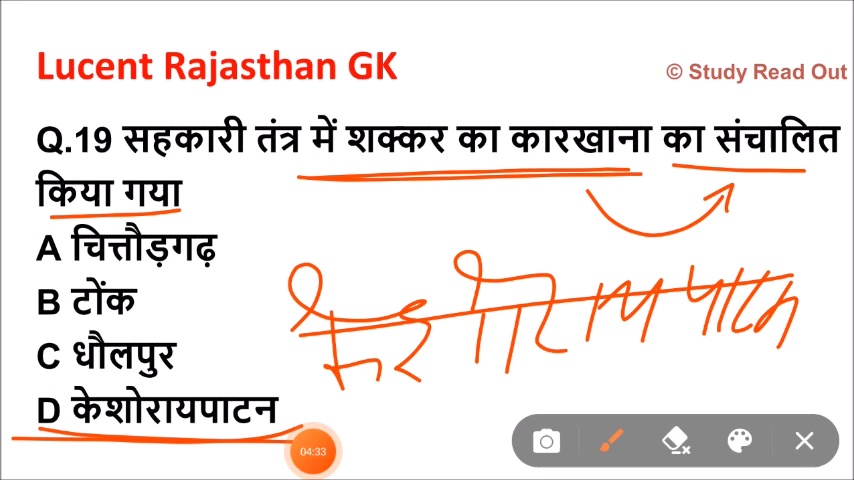 Lucent Rajasthan GK
© Study Read Out
Q.19 सहकारी तंत्र में शक्कर का कारखाना का संचालित
किया गया
A चित्तौड़गढ़
B टोंक
C धौलपुर
D केशोरायपाटन
04:33